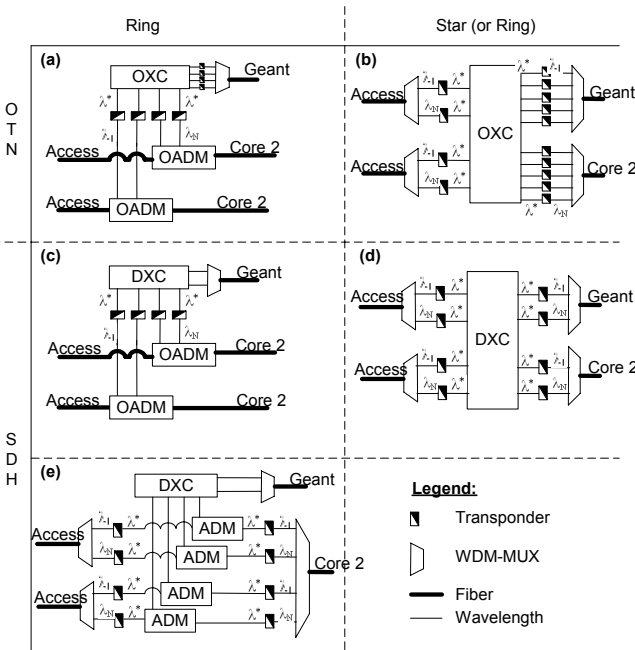 Ring
Star (or Ring)
OTN
(a)
OXC
Geant
λ* λ*
λ1 λN
Access
OADM
Core 2
Access
OADM
Core 2
(b)
λ1 λ*
λ* λ1
Access
Geant
λN λ*
OXC
λ1 λ*
Access
Core 2
λN λ*
λ* λN
SDH
(c)
DXC
Geant
λ* λ*
λ1 λN
Access
OADM
Core 2
Access
OADM
Core 2
(d)
λ1 λ*
λ* λ1
Access
Geant
λN λ*
λ* λN
DXC
λ1 λ*
λ* λ1
Access
Core 2
λN λ*
λ* λN
(e)
DXC
Geant
λ1 λ*
ADM
λ* λ1
Access
λN λ*
ADM
λ* λN
Core 2
λ1 λ*
ADM
λ* λ1
Access
λN λ*
ADM
λ* λN
Legend:
Transponder
WDM-MUX
Fiber
Wavelength